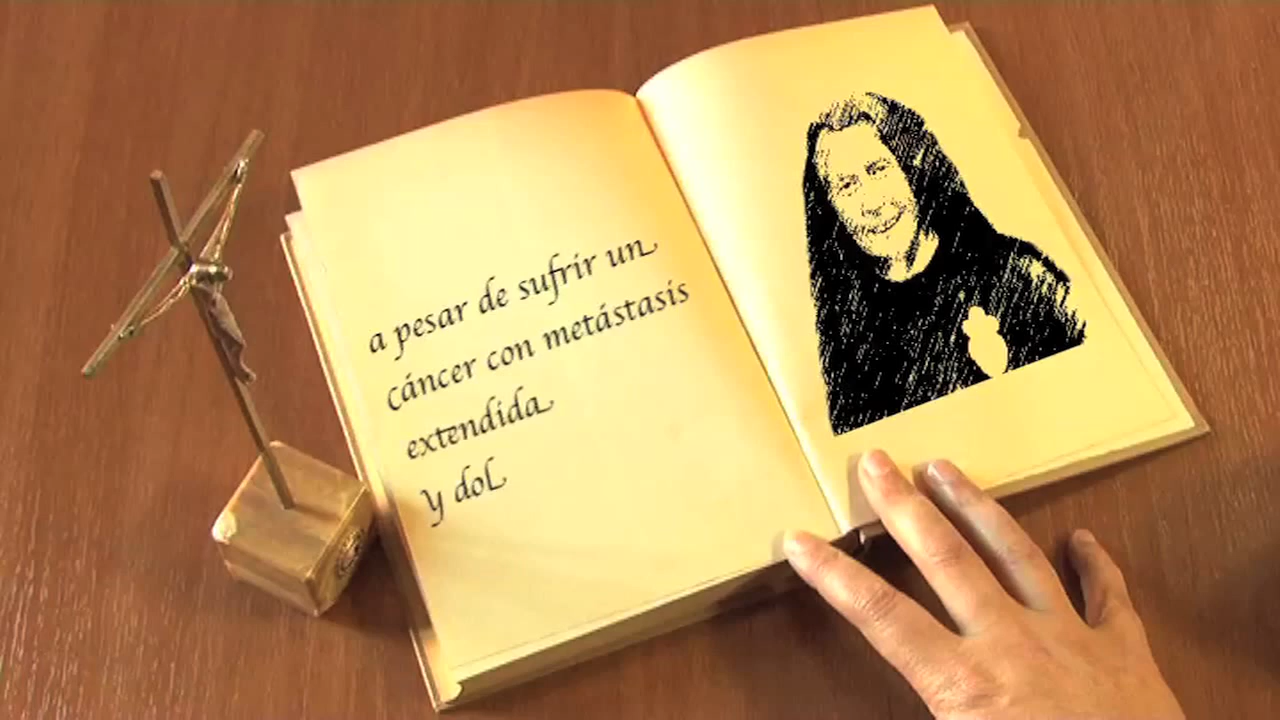 a pesar de sufrir un
cáncer con metástasis
extendida
y dol